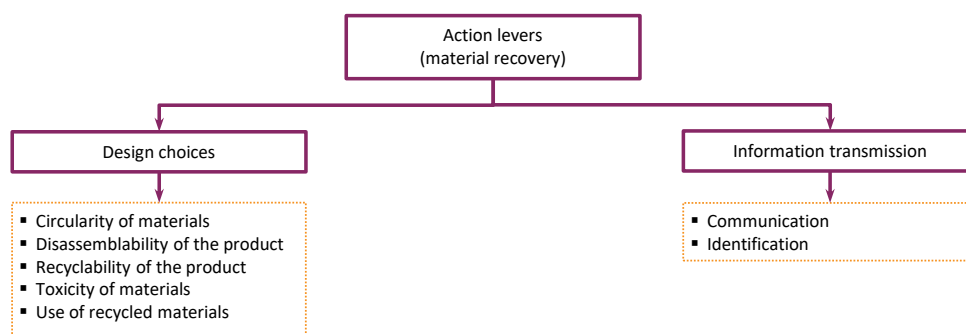 Action levers
(material recovery)
Design choices
Information transmission
▪ Circularity of materials
▪ Disassemblability of the product
▪ Recyclability of the product
▪ Toxicity of materials
▪ Use of recycled materials
▪ Communication
▪ Identification